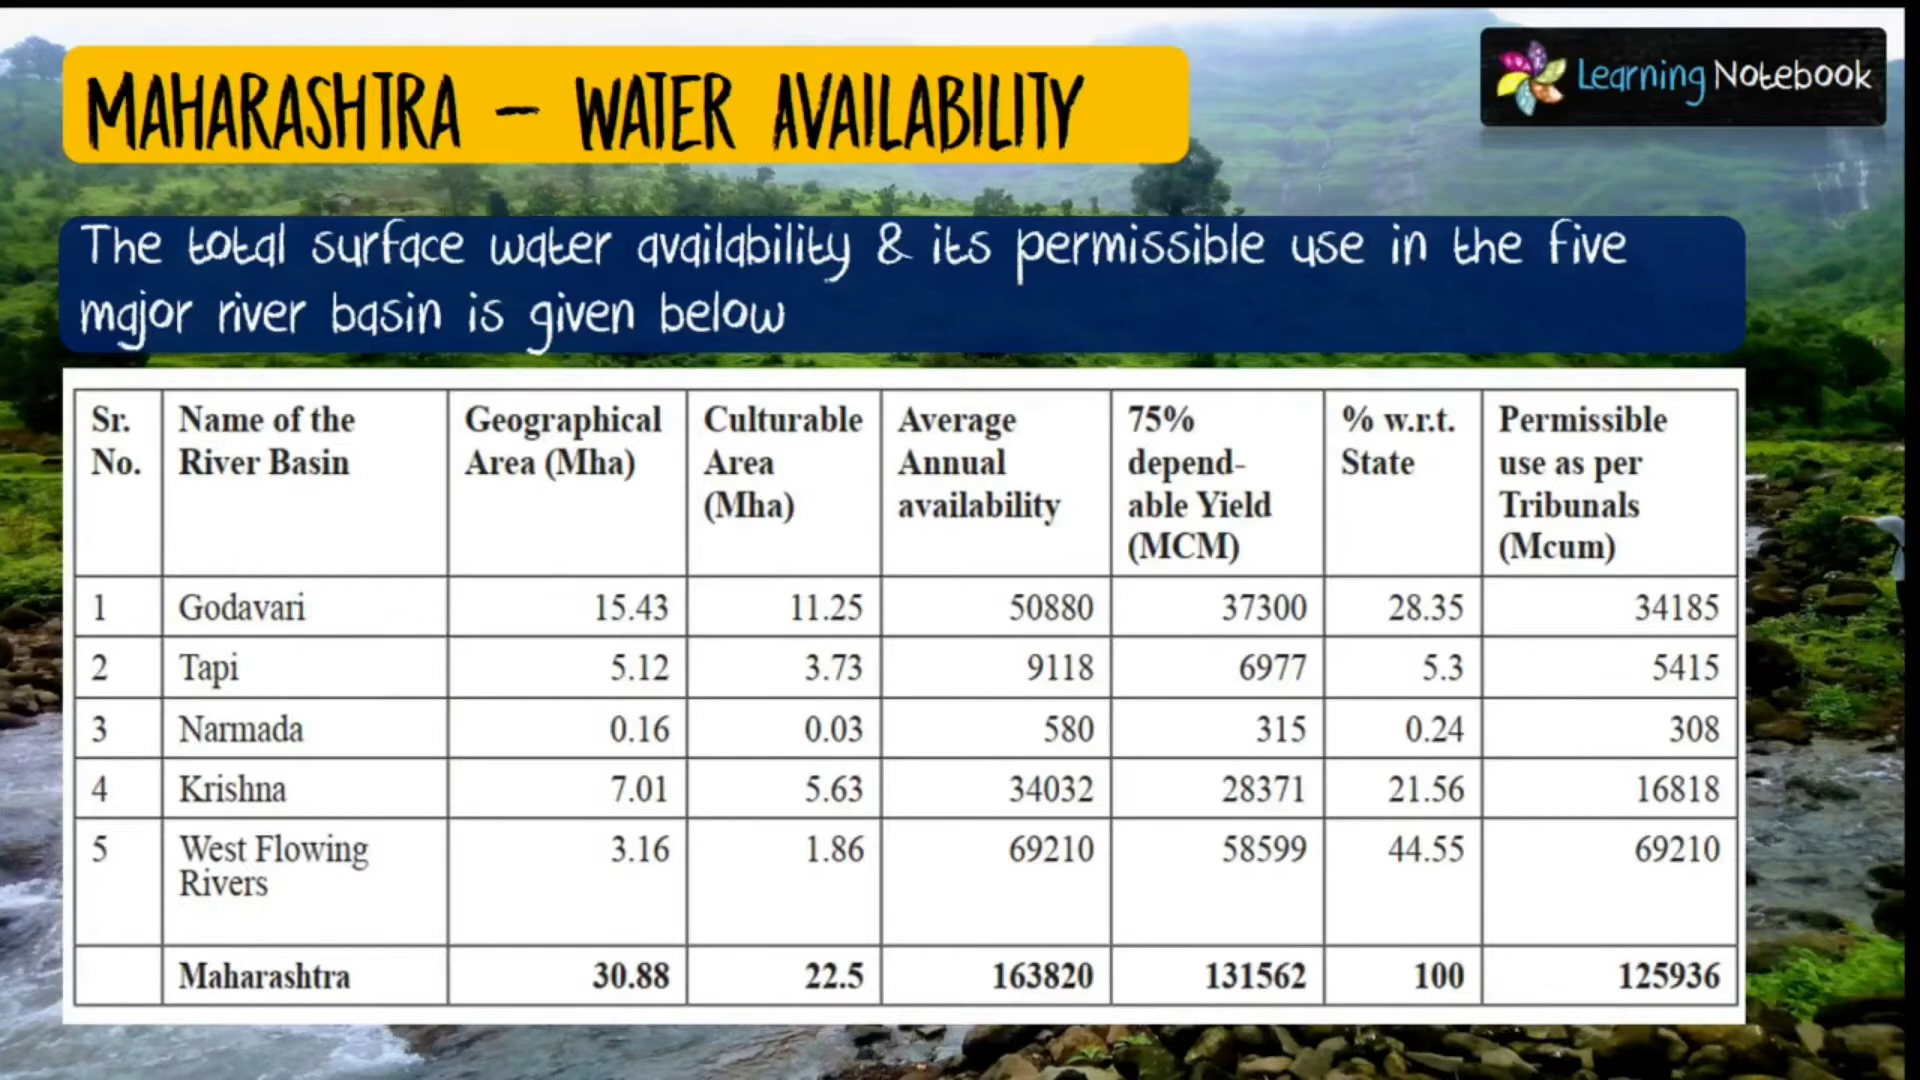 MAHARASHTRA - WATER AVAILABILITY
Learning Notebook
The total surface water availability & its permissible use in the five
major river basin is given below
Sr. No. Name of the River Basin Geographical Area (Mha) Culturable Area (Mha) Average Annual availability 75% depend-able Yield (MCM) % w.r.t. State Permissible use as per Tribunals (Mcum)
1 Godavari 15.43 11.25 50880 37300 28.35 34185
2 Tapi 5.12 3.73 9118 6977 5.3 5415
3 Narmada 0.16 0.03 580 315 0.24 308
4 Krishna 7.01 5.63 34032 28371 21.56 16818
5 West Flowing Rivers 3.16 1.86 69210 58599 44.55 69210
Maharashtra 30.88 22.5 163820 131562 100 125936